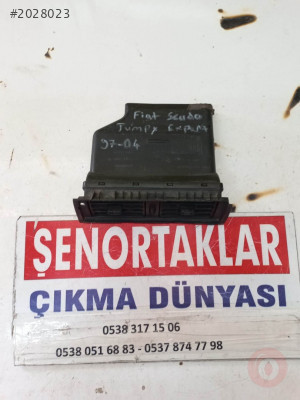 #2028023
Fiat Scudo
Jumpy Expert
97-04
ŞENORTAKLAR
ÇIKMA DÜNYASI
0538 317 15 06
0538 051 68 83 - 0537 874 77 98